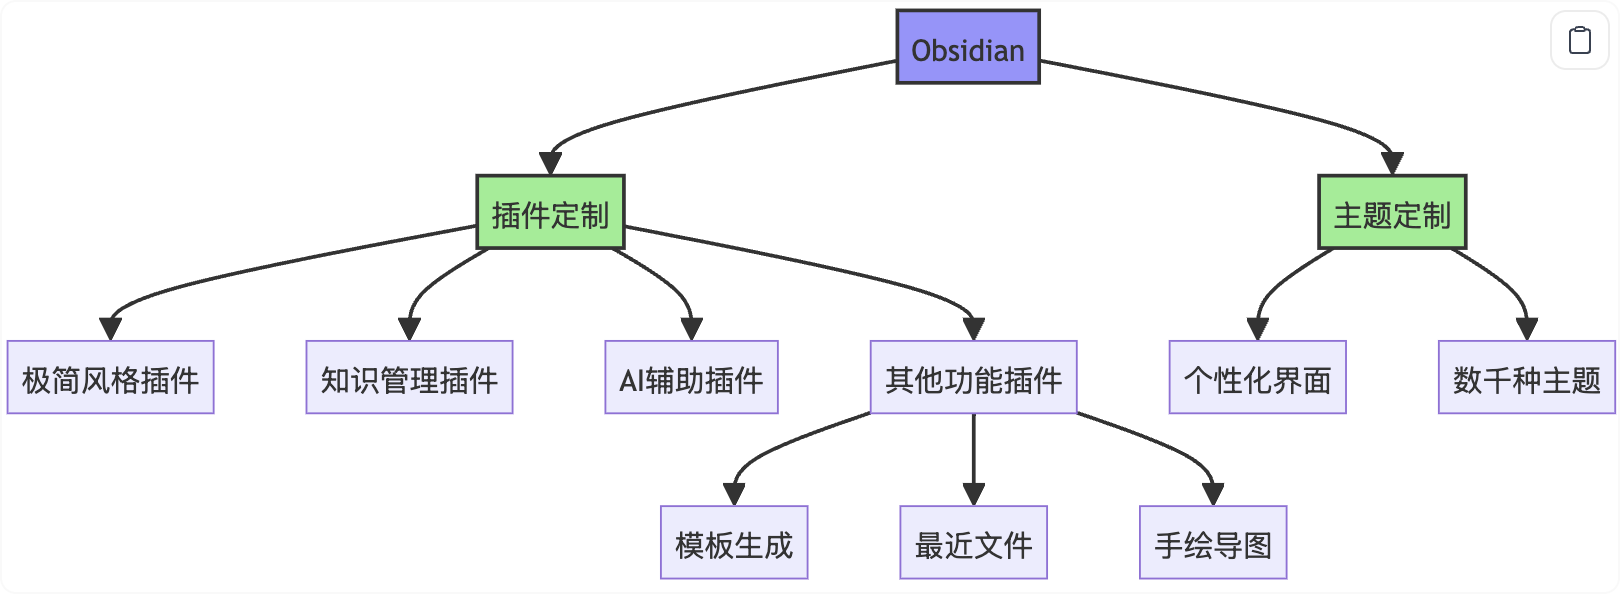 Obsidian
插件定制
主题定制
极简风格插件
知识管理插件
AI辅助插件
其他功能插件
个性化界面
数千种主题
模板生成
最近文件
手绘导图